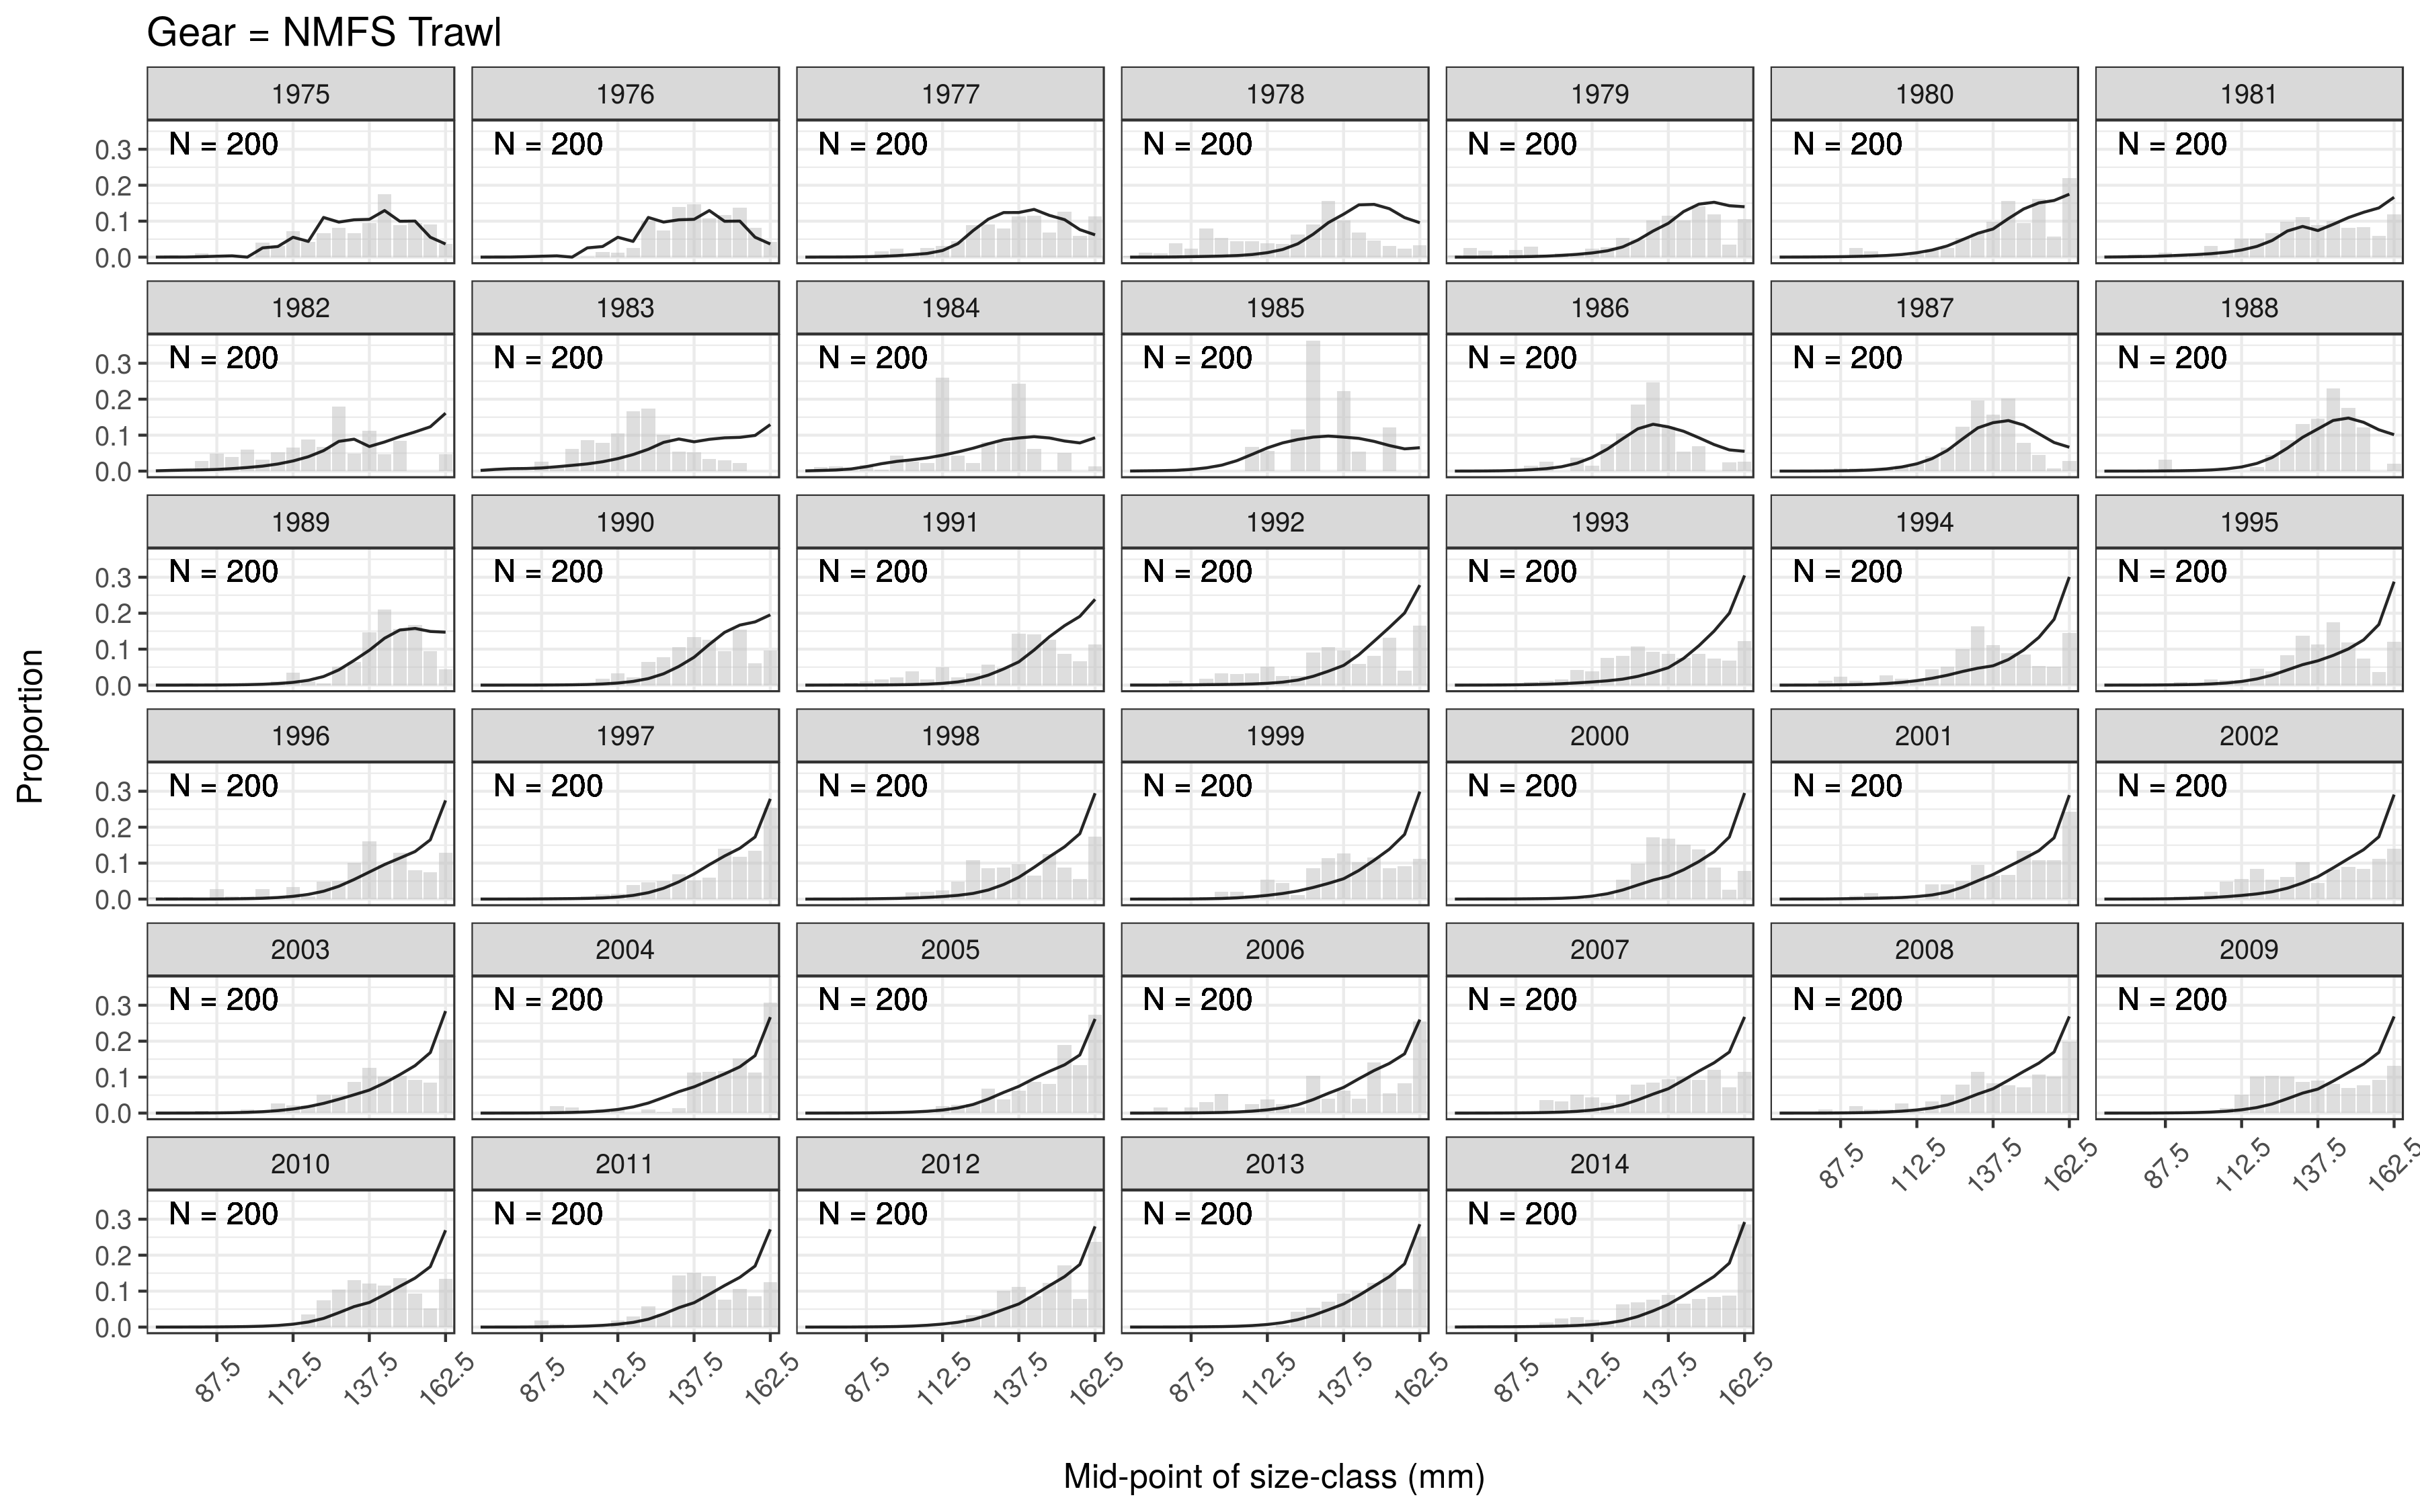 Gear = NMFS Trawl
1975 1976 1977 1978 1979 1980 1981
N = 200 N = 200 N = 200 N = 200 N = 200 N = 200 N = 200
0.3
0.2
0.1
0.0
1982 1983 1984 1985 1986 1987 1988
N = 200 N = 200 N = 200 N = 200 N = 200 N = 200 N = 200
0.3
0.2
0.1
0.0
1989 1990 1991 1992 1993 1994 1995
N = 200 N = 200 N = 200 N = 200 N = 200 N = 200 N = 200
0.3
0.2
0.1
0.0
Proportion
1996 1997 1998 1999 2000 2001 2002
N = 200 N = 200 N = 200 N = 200 N = 200 N = 200 N = 200
0.3
0.2
0.1
0.0
2003 2004 2005 2006 2007 2008 2009
N = 200 N = 200 N = 200 N = 200 N = 200 N = 200 N = 200
0.3
0.2
0.1
0.0
87.5 112.5 137.5 162.5 87.5 112.5 137.5 162.5
2010 2011 2012 2013 2014
N = 200 N = 200 N = 200 N = 200 N = 200
0.3
0.2
0.1
0.0
87.5 112.5 137.5 162.5 87.5 112.5 137.5 162.5 87.5 112.5 137.5 162.5 87.5 112.5 137.5 162.5 87.5 112.5 137.5 162.5
Mid-point of size-class (mm)